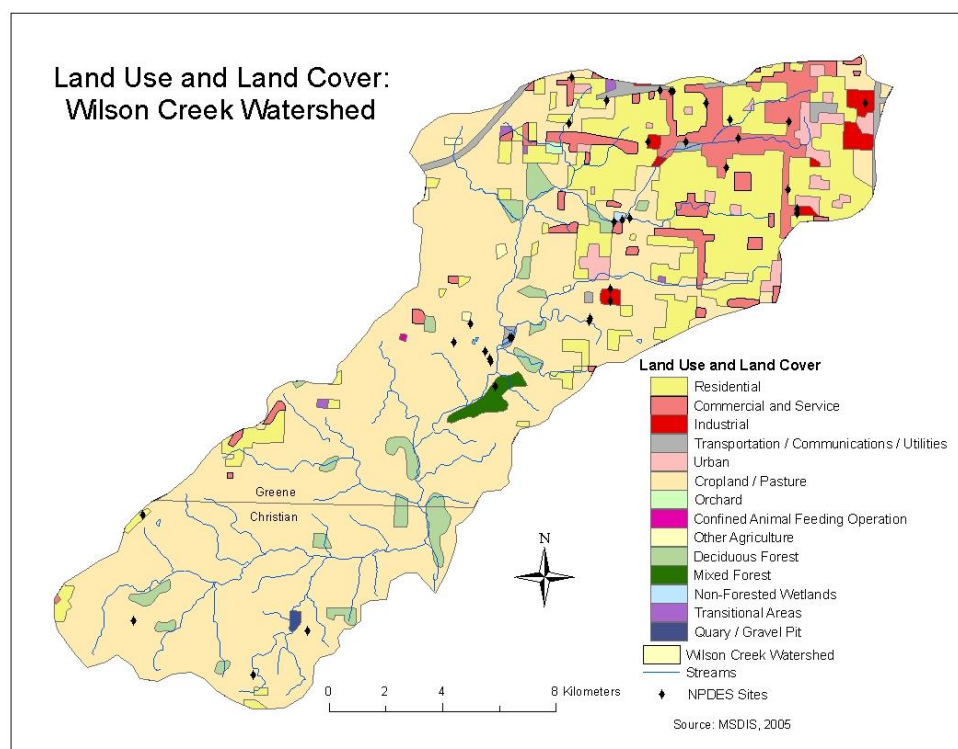 Land Use and Land Cover:
Wilson Creek Watershed
Greene
Christian
N
0 2 4 8 Kilometers
Land Use and Land Cover
Residential
Commercial and Service
Industrial
Transportation / Communications / Utilities
Urban
Cropland / Pasture
Orchard
Confined Animal Feeding Operation
Other Agriculture
Deciduous Forest
Mixed Forest
Non-Forested Wetlands
Transitional Areas
Quary / Gravel Pit
Wilson Creek Watershed
Streams
NPDES Sites
Source: MSDIS, 2005